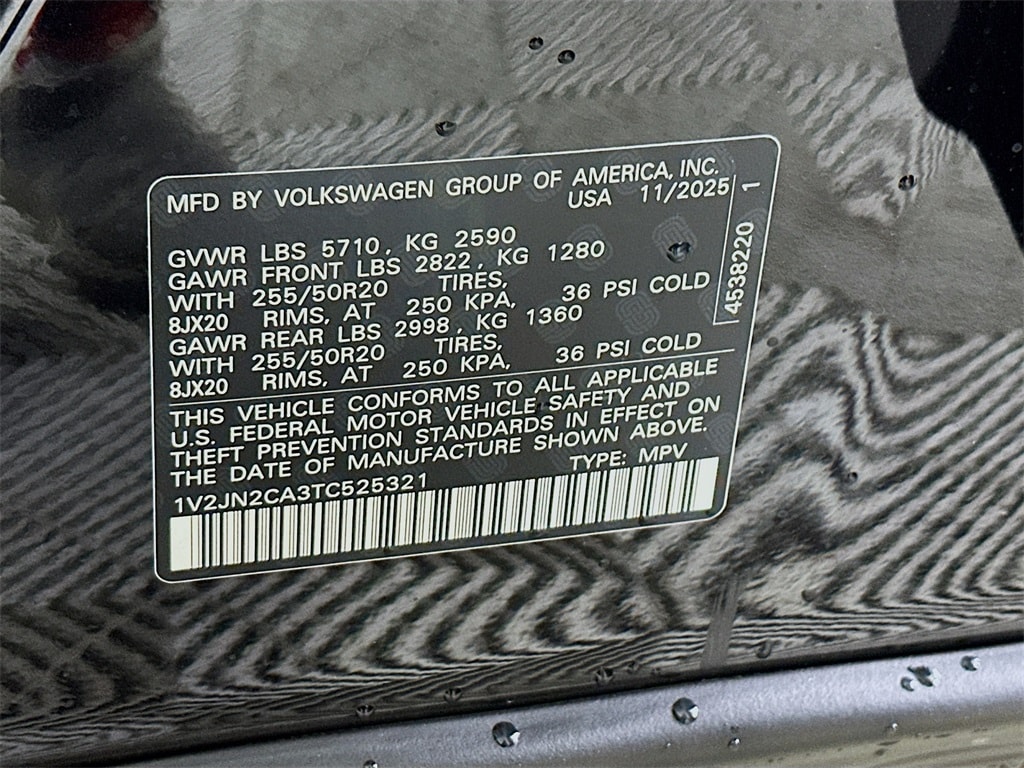 MFD BY VOLKSWAGEN GROUP OF AMERICA, INC.
USA 11/2025
GVWR LBS 5710, KG 2590
GAWR FRONT LBS 2822, KG 1280
WITH 255/50R20 TIRES,
8JX20 RIMS, AT 250 KPA, 36 PSI COLD
GAWR REAR LBS 2998, KG 1360
WITH 255/50R20 TIRES,
8JX20 RIMS, AT 250 KPA, 36 PSI COLD
THIS VEHICLE CONFORMS TO ALL APPLICABLE
U.S. FEDERAL MOTOR VEHICLE SAFETY AND
THEFT PREVENTION STANDARDS IN EFFECT ON
THE DATE OF MANUFACTURE SHOWN ABOVE.
TYPE: MPV
1V2JN2CA3TC525321
4538220 1